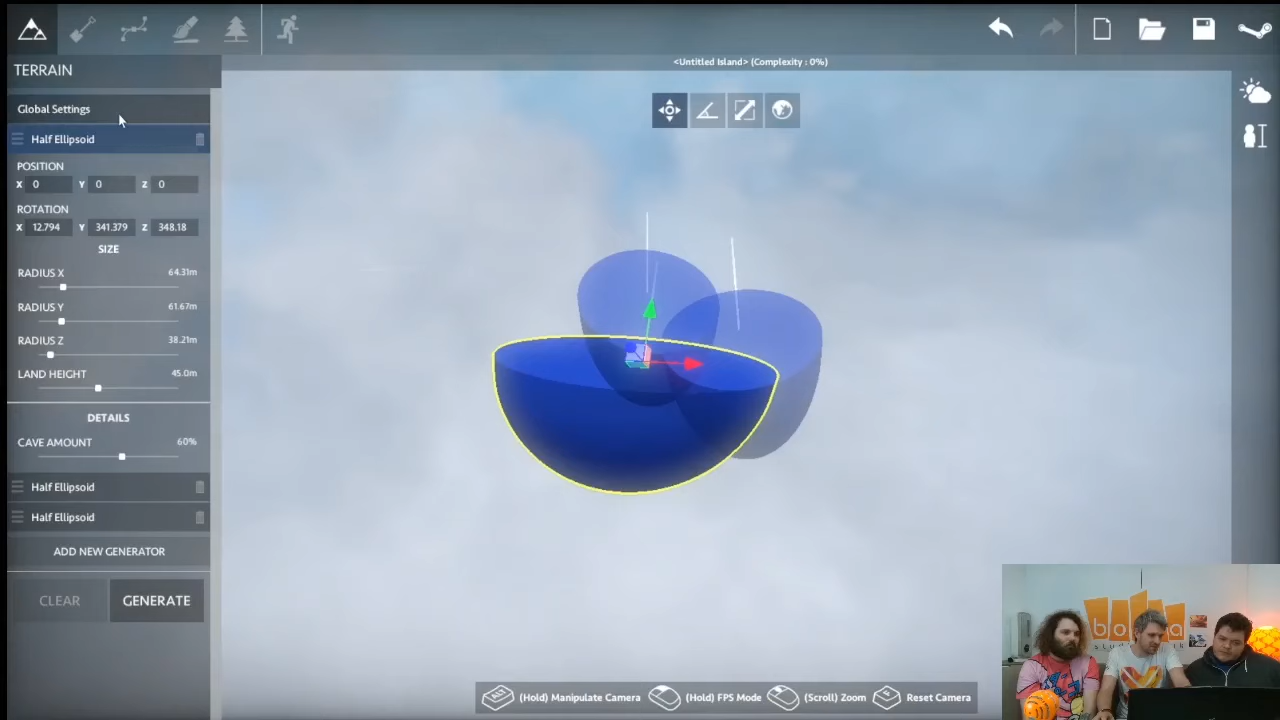 TERRAIN
<Untitled Island> (Complexity : 0%)
Global Settings
Half Ellipsoid
POSITION
X 0 Y 0 Z 0
ROTATION
X 12.794 Y 341.379 Z 348.18
SIZE
RADIUS X 64.31m
RADIUS Y 61.67m
RADIUS Z 38.21m
LAND HEIGHT 45.0m
DETAILS
CAVE AMOUNT 60%
Half Ellipsoid
Half Ellipsoid
ADD NEW GENERATOR
CLEAR GENERATE
(Hold) Manipulate Camera (Hold) FPS Mode (Scroll) Zoom Reset Camera